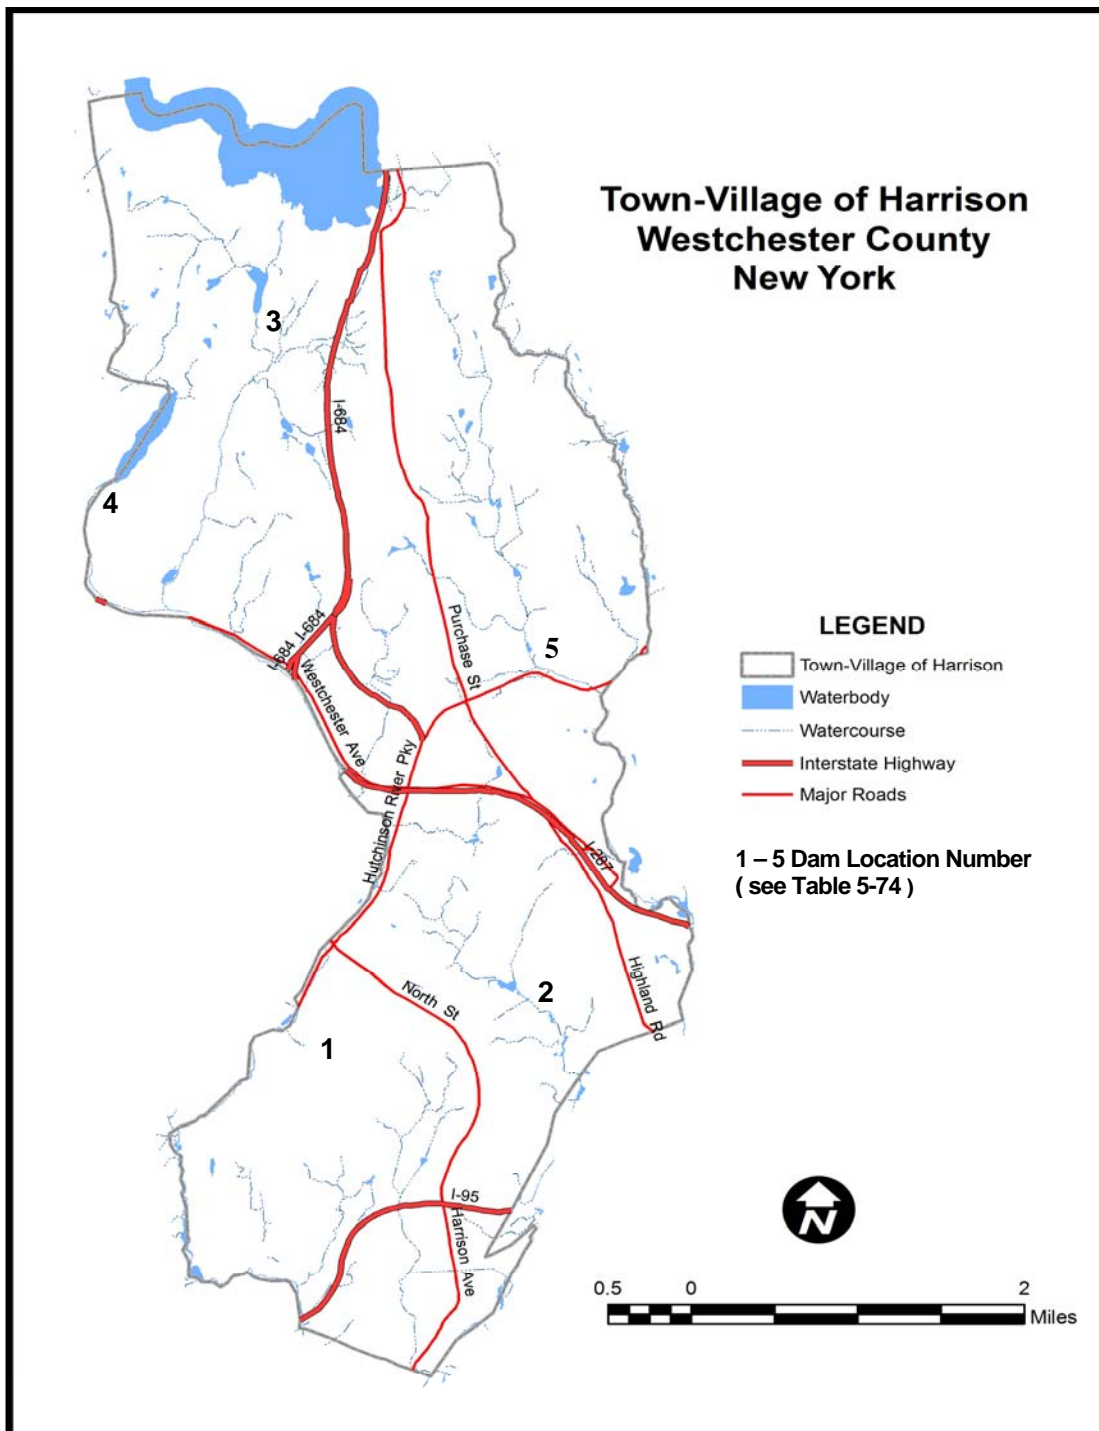 Town-Village of Harrison
Westchester County
New York
3
I-684
4
Purchase St
I-684
I-684
5
Westchester Ave
Hutchinson River Pky
I-287
LEGEND
Town-Village of Harrison
Waterbody
Watercourse
Interstate Highway
Major Roads
1 – 5 Dam Location Number
( see Table 5-74 )
North St
2
Highland Rd
1
I-95
Harrison Ave
N
0.5 0 2
Miles